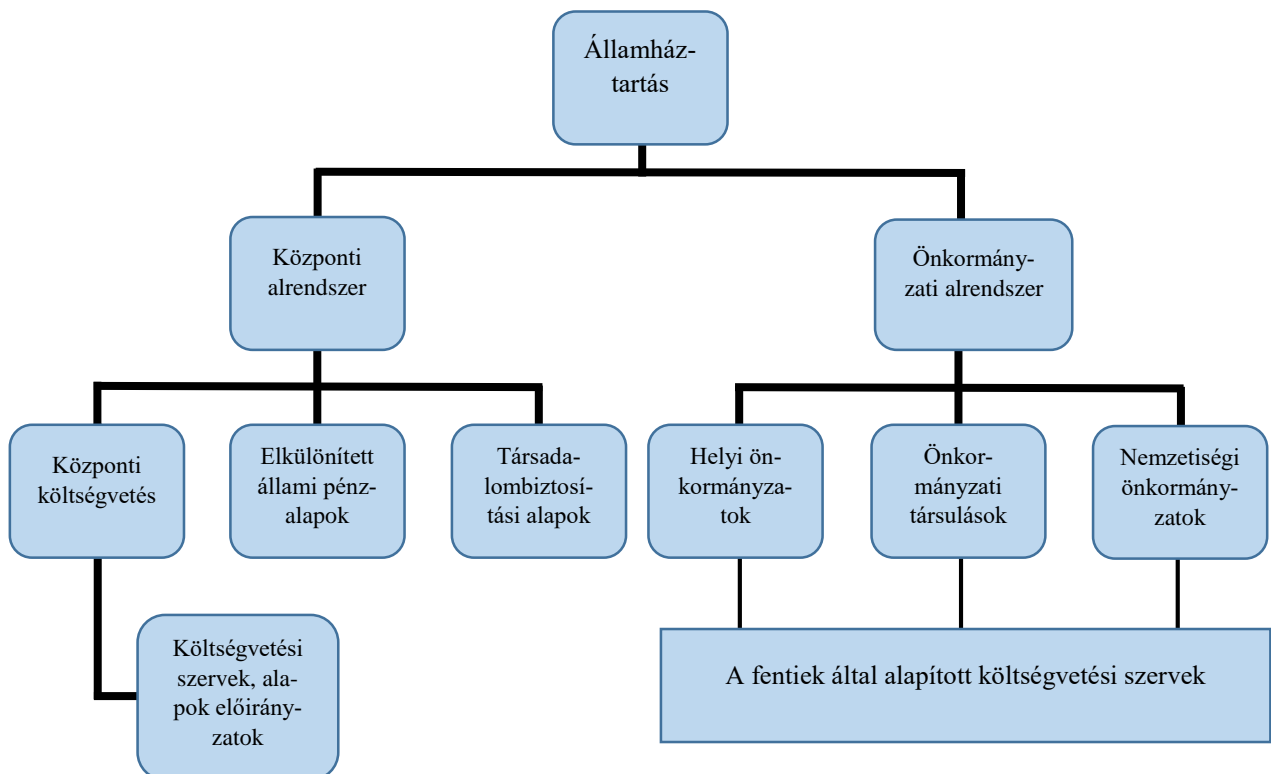 Államház-
tartás
Központi
alrendszer
Önkormány-
zati alrendszer
Központi
költségvetés
Elkülönített
állami pénz-
alapok
Társada-
lombiztosí-
tási alapok
Helyi ön-
kormányza-
tok
Önkor-
mányzati
társulások
Nemzetiségi
önkormány-
zatok
Költségvetési
szervek, ala-
pok előirány-
zatok
A fentiek által alapított költségvetési szervek